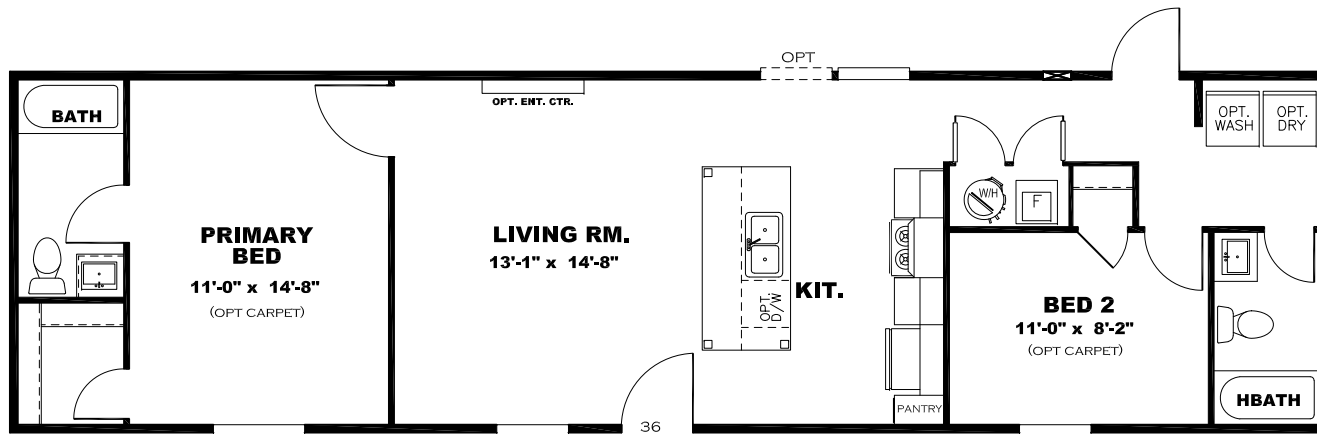 OPT
BATH
OPT. ENT. CTR.
OPT.
WASH
OPT.
DRY
W/H
F
PRIMARY
BED
11'-0" x 14'-8"
(OPT CARPET)
LIVING RM.
13'-1" x 14'-8"
OPT.
D/W
KIT.
BED 2
11'-0" x 8'-2"
(OPT CARPET)
HBATH
PANTRY
36